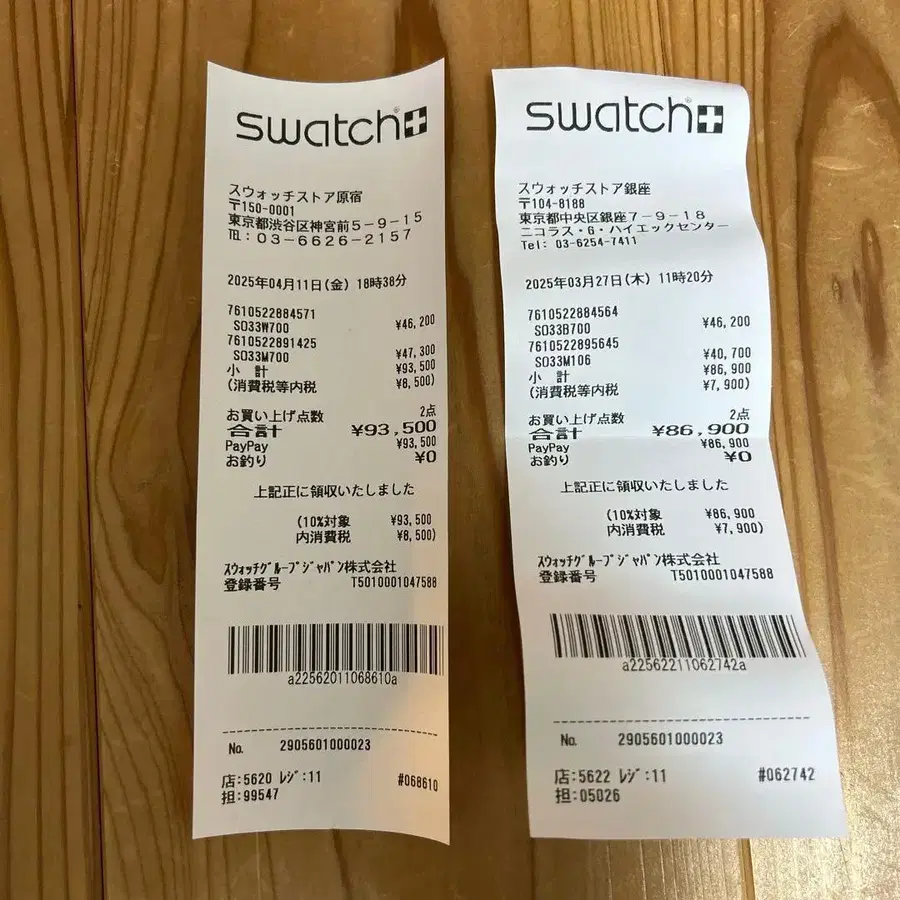 swatch
スウォッチストア原宿
〒150-0001
東京都渋谷区神宮前5-9-15
TEL:03-6626-2157
2025年04月11日(金) 18時38分
7610522884571
SO33W700 ¥46,200
7610522891425
SO33M700 ¥47,300
小 計 ¥93,500
(消費税等内税 ¥8,500)
お買い上げ点数 2点
合計 ¥93,500
PayPay ¥93,500
お釣り ¥0
上記正に領収いたしました
(10%対象 ¥93,500
内消費税 ¥8,500)
スウォッチグループジャパン株式会社
登録番号 T5010001047588
a22562011068610a
No. 2905601000023
店:5620 レジ:11 #068610
担:99547
swatch
スウォッチストア銀座
〒104-8188
東京都中央区銀座7-9-18
ニコラス・G・ハイエックセンター
Tel: 03-6254-7411
2025年03月27日(木) 11時20分
7610522884564
SO33B700 ¥46,200
7610522895645
SO33M106 ¥40,700
小 計 ¥86,900
(消費税等内税 ¥7,900)
お買い上げ点数 2点
合計 ¥86,900
PayPay ¥86,900
お釣り ¥0
上記正に領収いたしました
(10%対象 ¥86,900
内消費税 ¥7,900)
スウォッチグループジャパン株式会社
登録番号 T5010001047588
a22562211062742a
No. 2905601000023
店:5622 レジ:11 #062742
担:05026